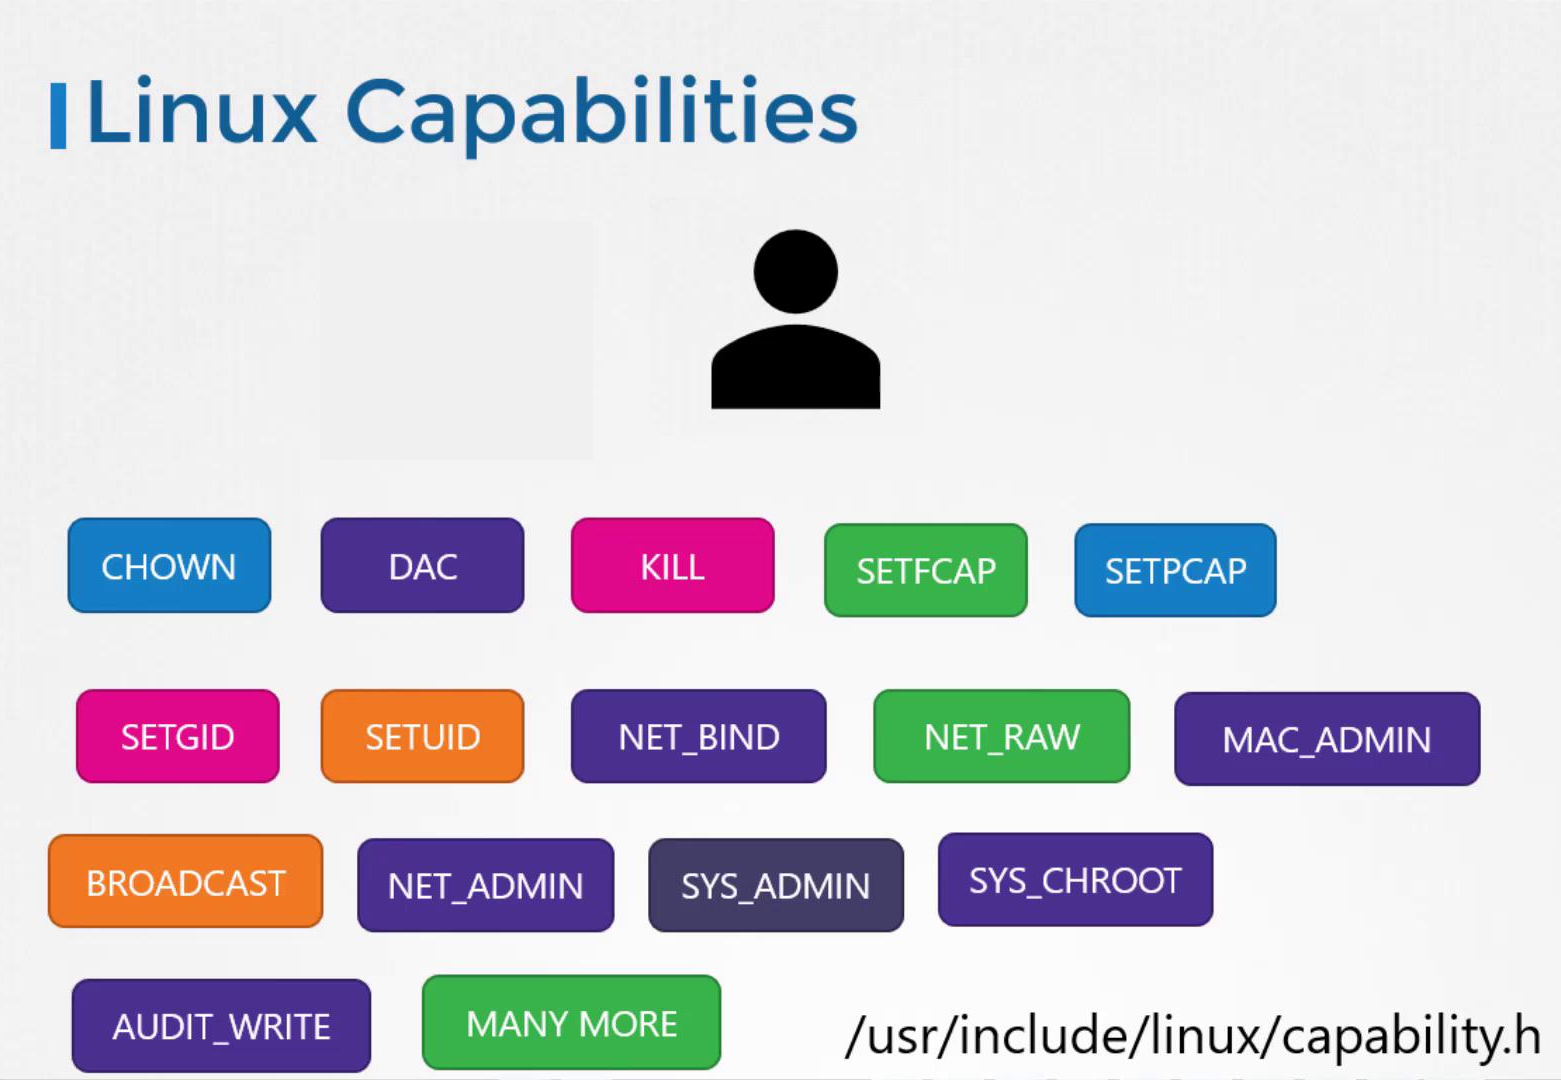 Linux Capabilities
CHOWN
DAC
KILL
SETFCAP
SETPCAP
SETGID
SETUID
NET_BIND
NET_RAW
MAC_ADMIN
BROADCAST
NET_ADMIN
SYS_ADMIN
SYS_CHROOT
AUDIT_WRITE
MANY MORE
/usr/include/linux/capability.h